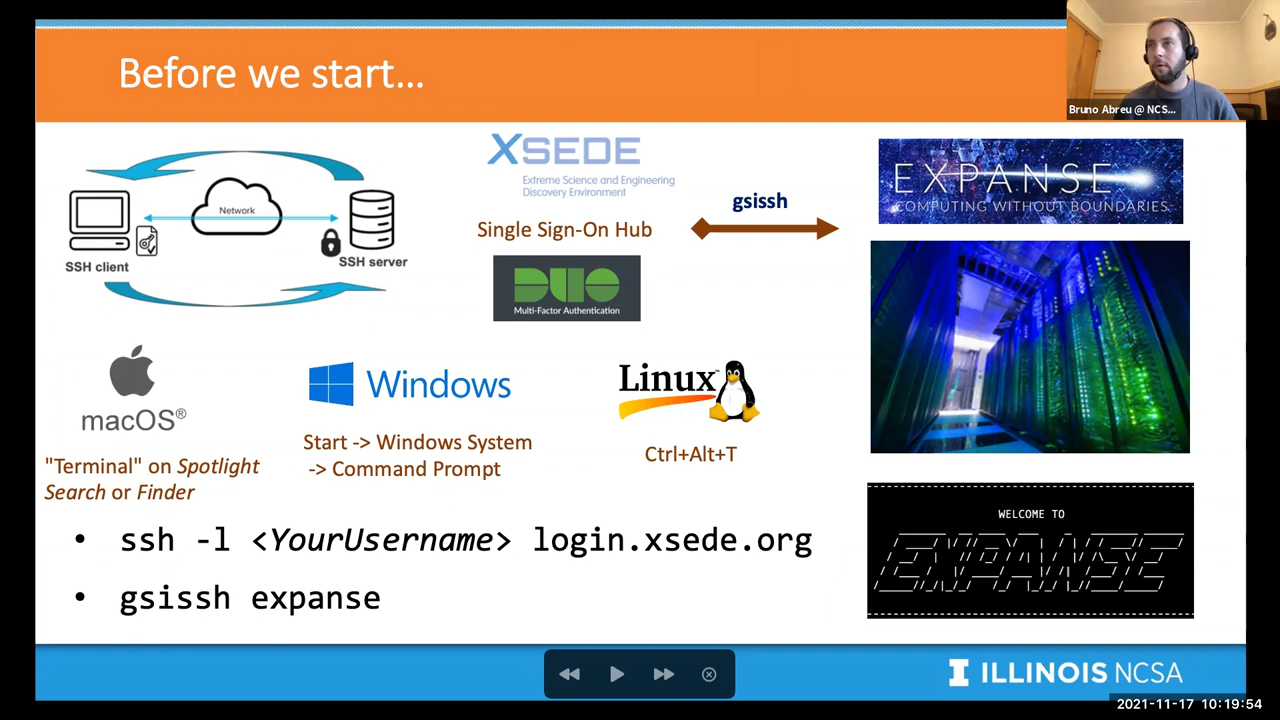 Before we start...
Bruno Abreu @ NCS...
Network
SSH client
SSH server
XSEDE
Extreme Science and Engineering
Discovery Environment
Single Sign-On Hub
DUO
Multi-Factor Authentication
gsissh
EXPANSE
COMPUTING WITHOUT BOUNDARIES
macOS®
"Terminal" on Spotlight
Search or Finder
Windows
Start -> Windows System
-> Command Prompt
Linux™
Ctrl+Alt+T
• ssh -l <YourUsername> login.xsede.org
• gsissh expanse
WELCOME TO
EXPANSE
I ILLINOIS NCSA
2021-11-17 10:19:54